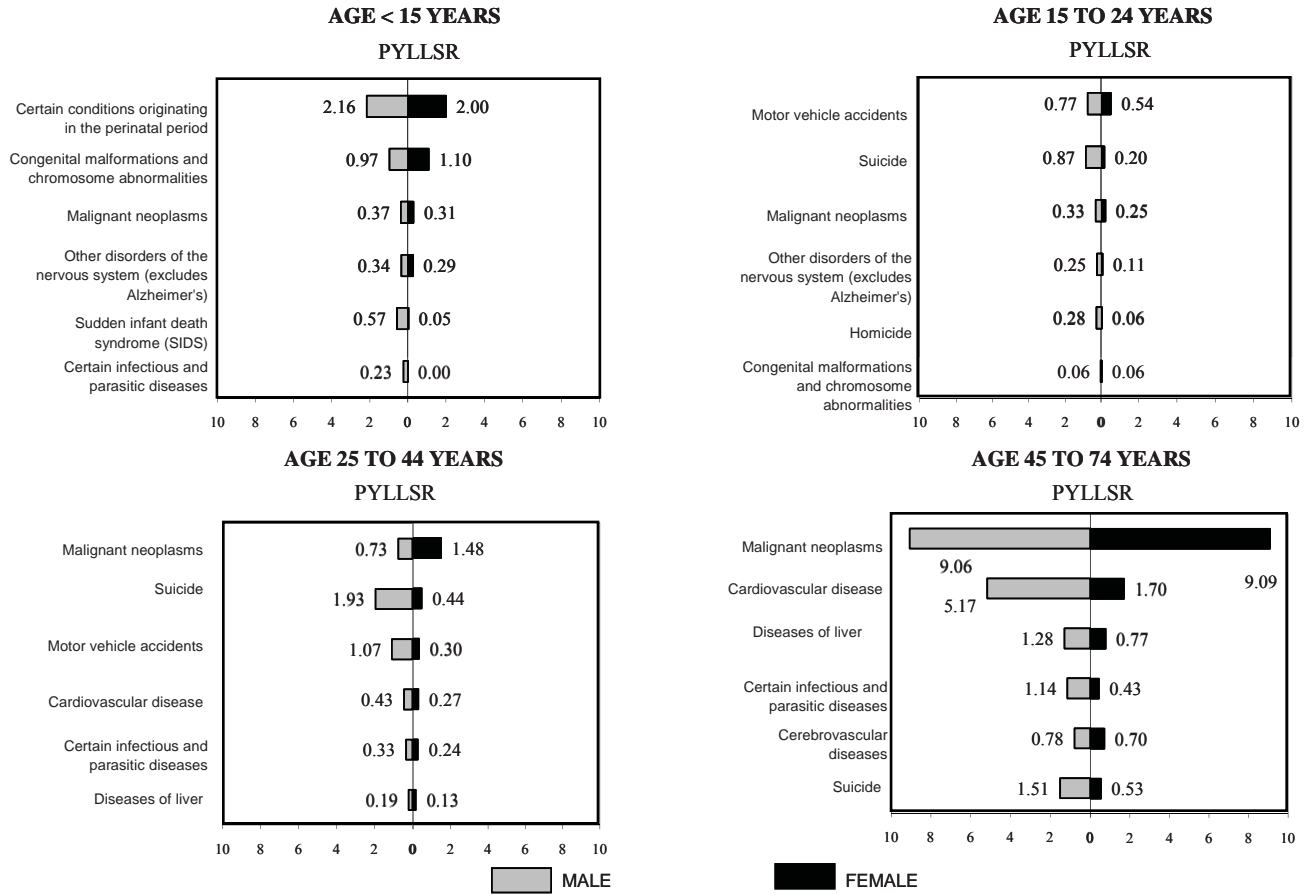 AGE < 15 YEARS
PYLLSR
Certain conditions originating
in the perinatal period
2.16
2.00
Congenital malformations and
chromosome abnormalities
0.97
1.10
Malignant neoplasms
0.37
0.31
Other disorders of the
nervous system (excludes
Alzheimer's)
0.34
0.29
Sudden infant death
syndrome (SIDS)
0.57
0.05
Certain infectious and
parasitic diseases
0.23
0.00
10 8 6 4 2 0 2 4 6 8 10
AGE 15 TO 24 YEARS
PYLLSR
Motor vehicle accidents
0.77
0.54
Suicide
0.87
0.20
Malignant neoplasms
0.33
0.25
Other disorders of the
nervous system (excludes
Alzheimer's)
0.25
0.11
Homicide
0.28
0.06
Congenital malformations
and chromosome
abnormalities
0.06
0.06
10 8 6 4 2 0 2 4 6 8 10
AGE 25 TO 44 YEARS
PYLLSR
Malignant neoplasms
0.73
1.48
Suicide
1.93
0.44
Motor vehicle accidents
1.07
0.30
Cardiovascular disease
0.43
0.27
Certain infectious and
parasitic diseases
0.33
0.24
Diseases of liver
0.19
0.13
10 8 6 4 2 0 2 4 6 8 10
AGE 45 TO 74 YEARS
PYLLSR
Malignant neoplasms
9.06
9.09
Cardiovascular disease
5.17
1.70
Diseases of liver
1.28
0.77
Certain infectious and
parasitic diseases
1.14
0.43
Cerebrovascular
diseases
0.78
0.70
Suicide
1.51
0.53
10 8 6 4 2 0 2 4 6 8 10
MALE
FEMALE